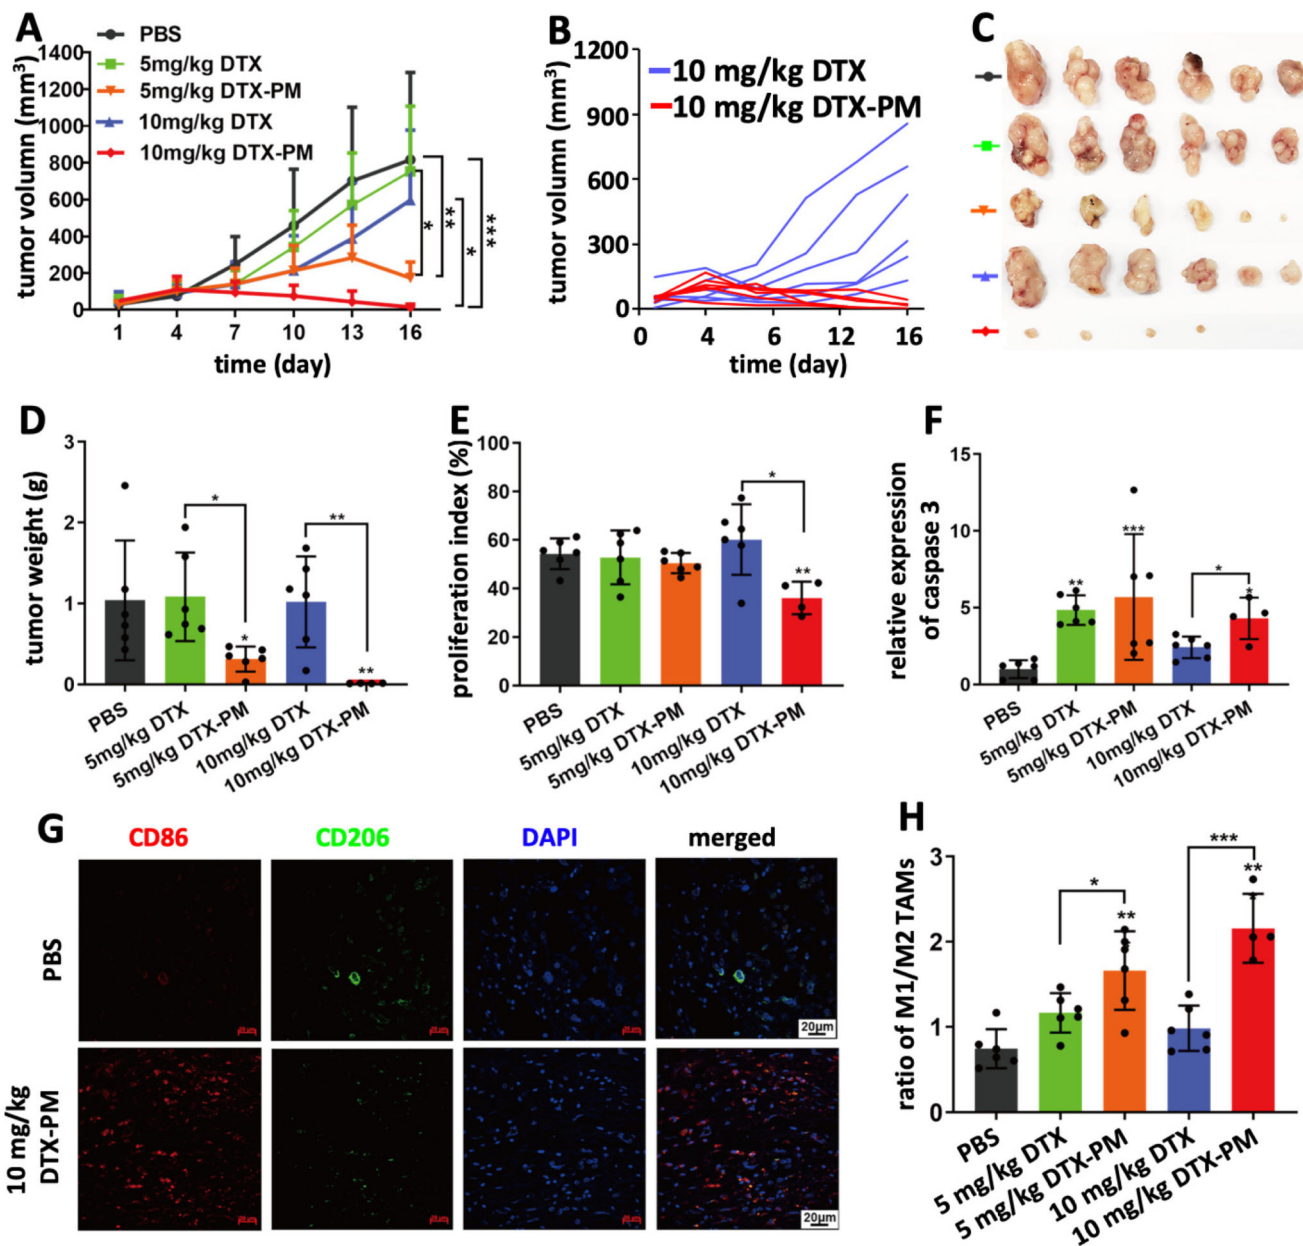 A
PBS
5mg/kg DTX
5mg/kg DTX-PM
10mg/kg DTX
10mg/kg DTX-PM
tumor volumn (mm³)
1400
1200
1000
800
600
400
200
0
1 4 7 10 13 16
time (day)
*
***
*
***
B
10 mg/kg DTX
10 mg/kg DTX-PM
tumor volumn (mm³)
1200
900
600
300
0
0 4 6 12 16
time (day)
C
D
tumor weight (g)
3
2
1
0
*
*
**
**
PBS
5mg/kg DTX
5mg/kg DTX-PM
10mg/kg DTX
10mg/kg DTX-PM
E
proliferation index (%)
100
80
60
40
20
0
*
**
PBS
5mg/kg DTX
5mg/kg DTX-PM
10mg/kg DTX
10mg/kg DTX-PM
F
relative expression
of caspase 3
15
10
5
0
**
***
*
*
PBS
5mg/kg DTX
5mg/kg DTX-PM
10mg/kg DTX
10mg/kg DTX-PM
G
CD86 CD206 DAPI merged
PBS
20μm
10 mg/kg
DTX-PM
20μm
H
ratio of M1/M2 TAMs
3
2
1
0
*
**
***
**
PBS
5 mg/kg DTX
5 mg/kg DTX-PM
10 mg/kg DTX
10 mg/kg DTX-PM